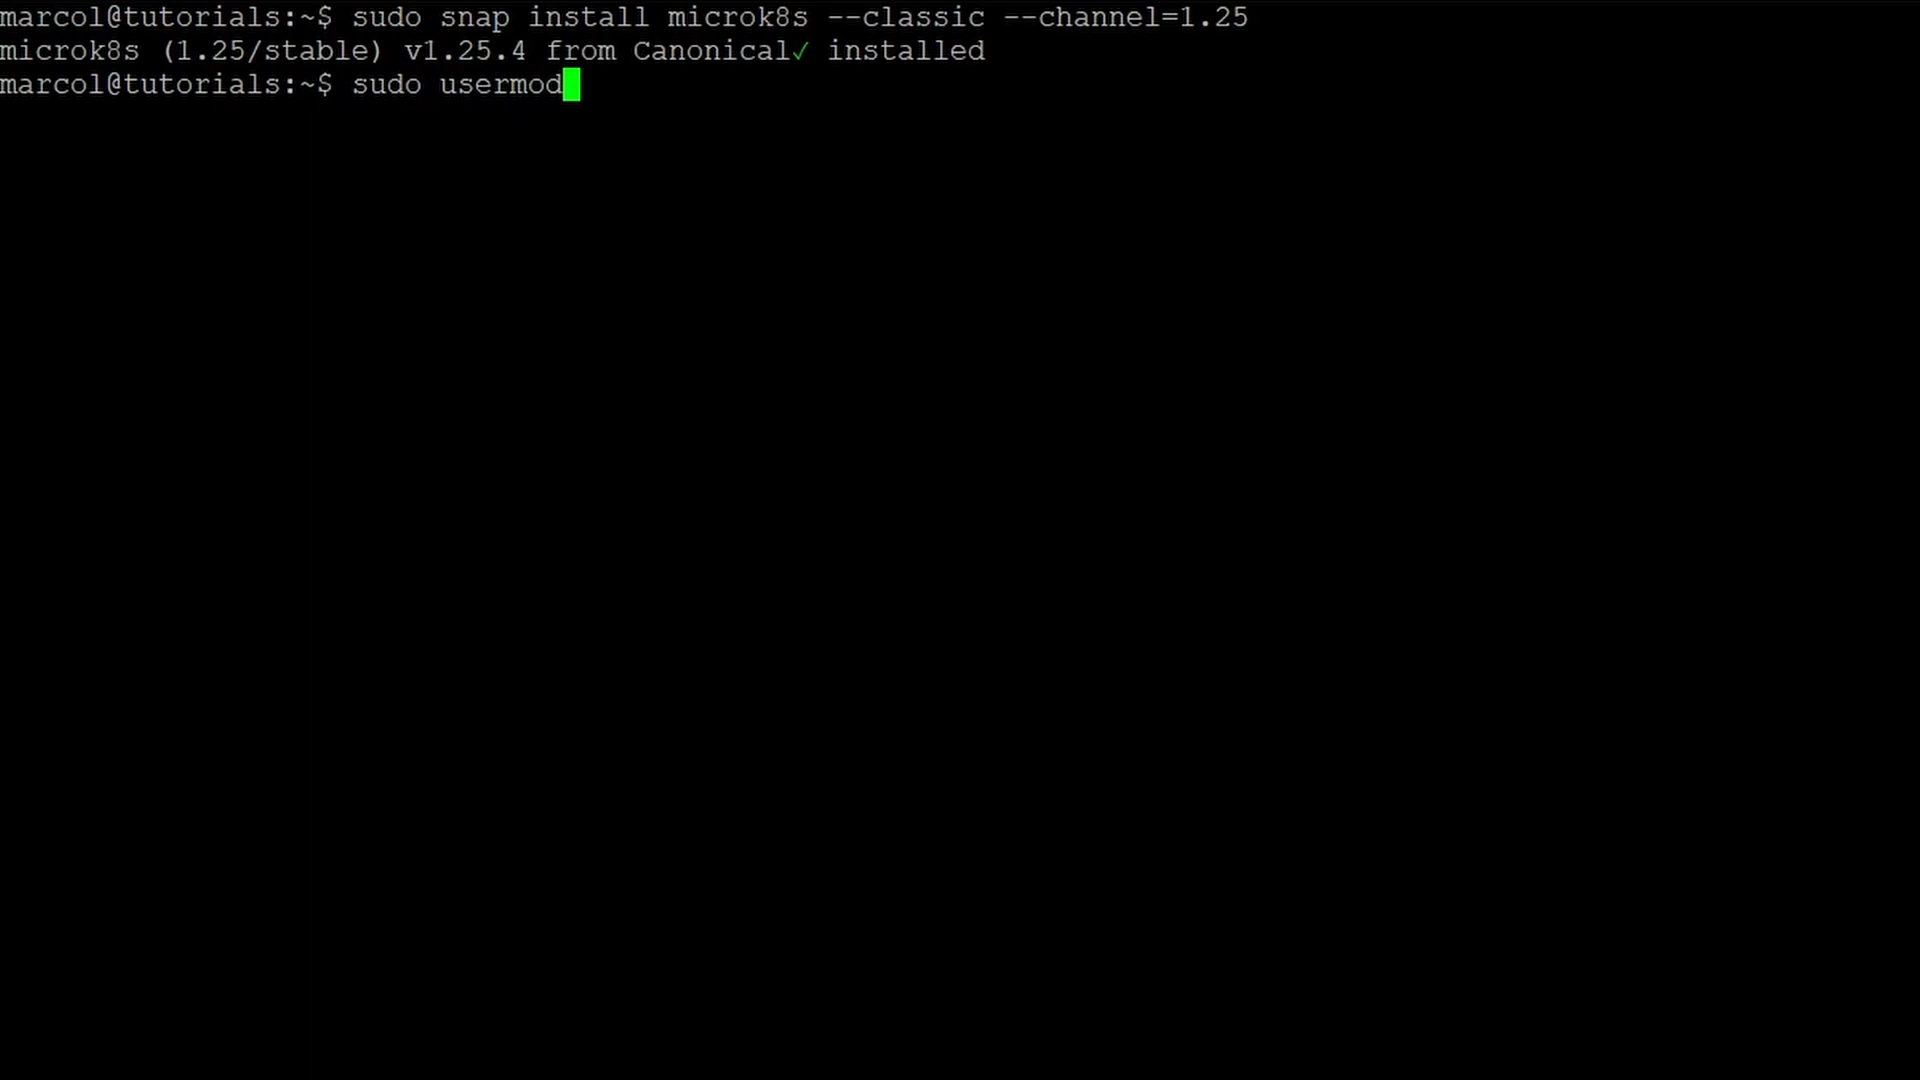 marcol@tutorials:~$ sudo snap install microk8s --classic --channel=1.25
microk8s (1.25/stable) v1.25.4 from Canonical✓ installed
marcol@tutorials:~$ sudo usermod